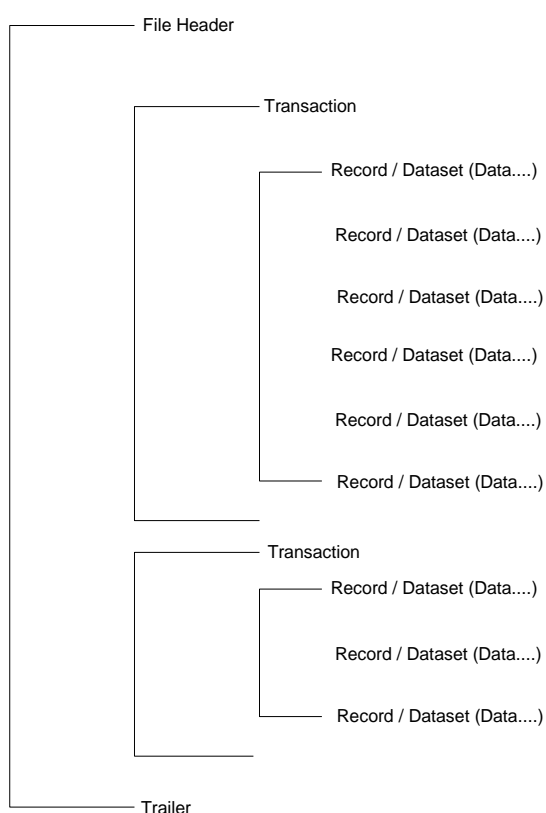 File Header
Transaction
Record / Dataset (Data....)
Record / Dataset (Data....)
Record / Dataset (Data....)
Record / Dataset (Data....)
Record / Dataset (Data....)
Record / Dataset (Data....)
Transaction
Record / Dataset (Data....)
Record / Dataset (Data....)
Record / Dataset (Data....)
Trailer